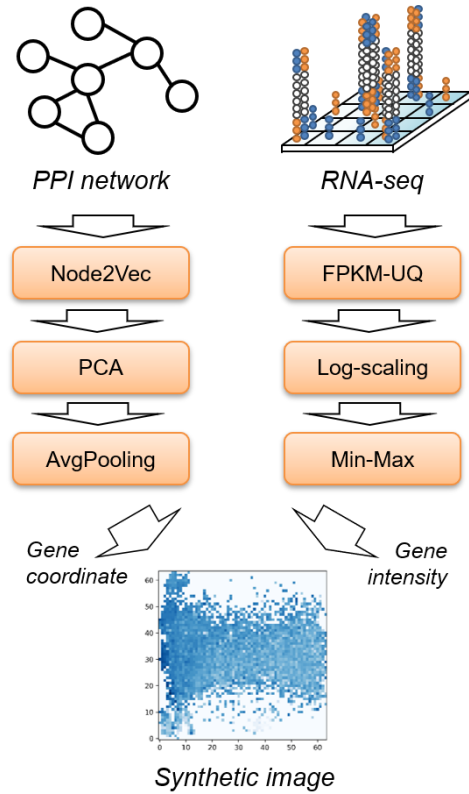 PPI network
RNA-seq
Node2Vec
FPKM-UQ
PCA
Log-scaling
AvgPooling
Min-Max
Gene
coordinate
Gene
intensity
60
50
40
30
20
10
0
0 10 20 30 40 50 60
Synthetic image